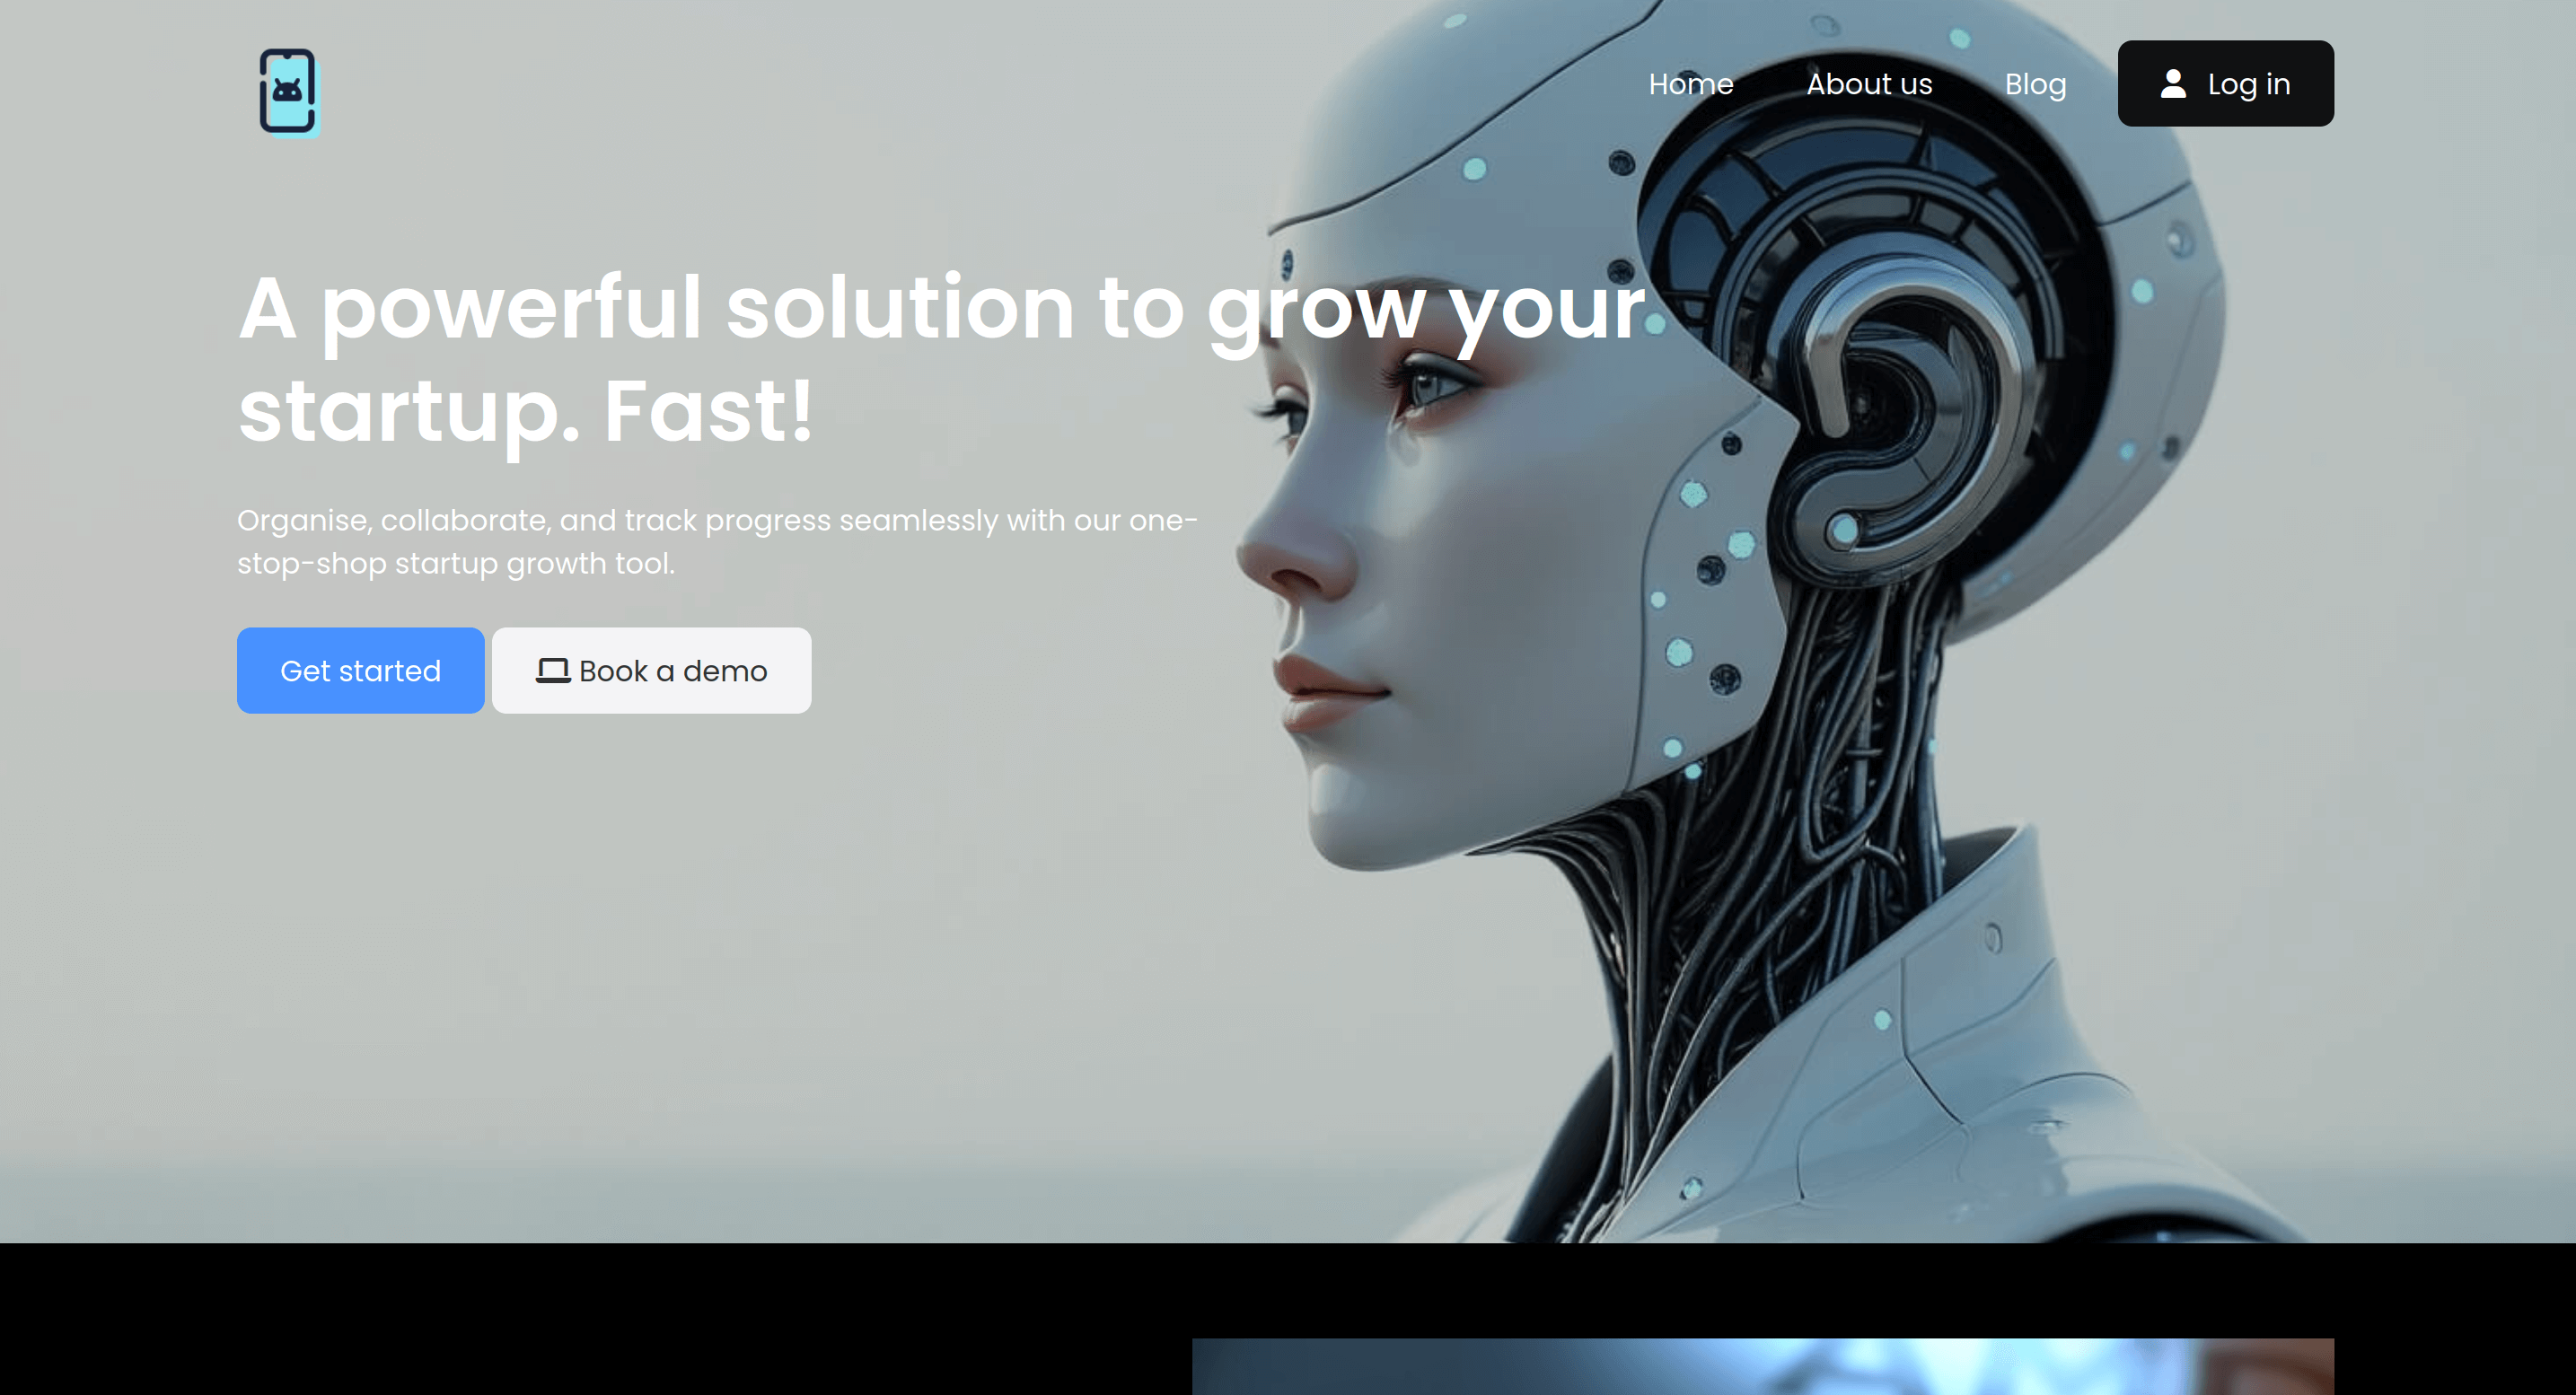 Home
About us
Blog
Log in
A powerful solution to grow your
startup. Fast!
Organise, collaborate, and track progress seamlessly with our one-
stop-shop startup growth tool.
Get started
Book a demo